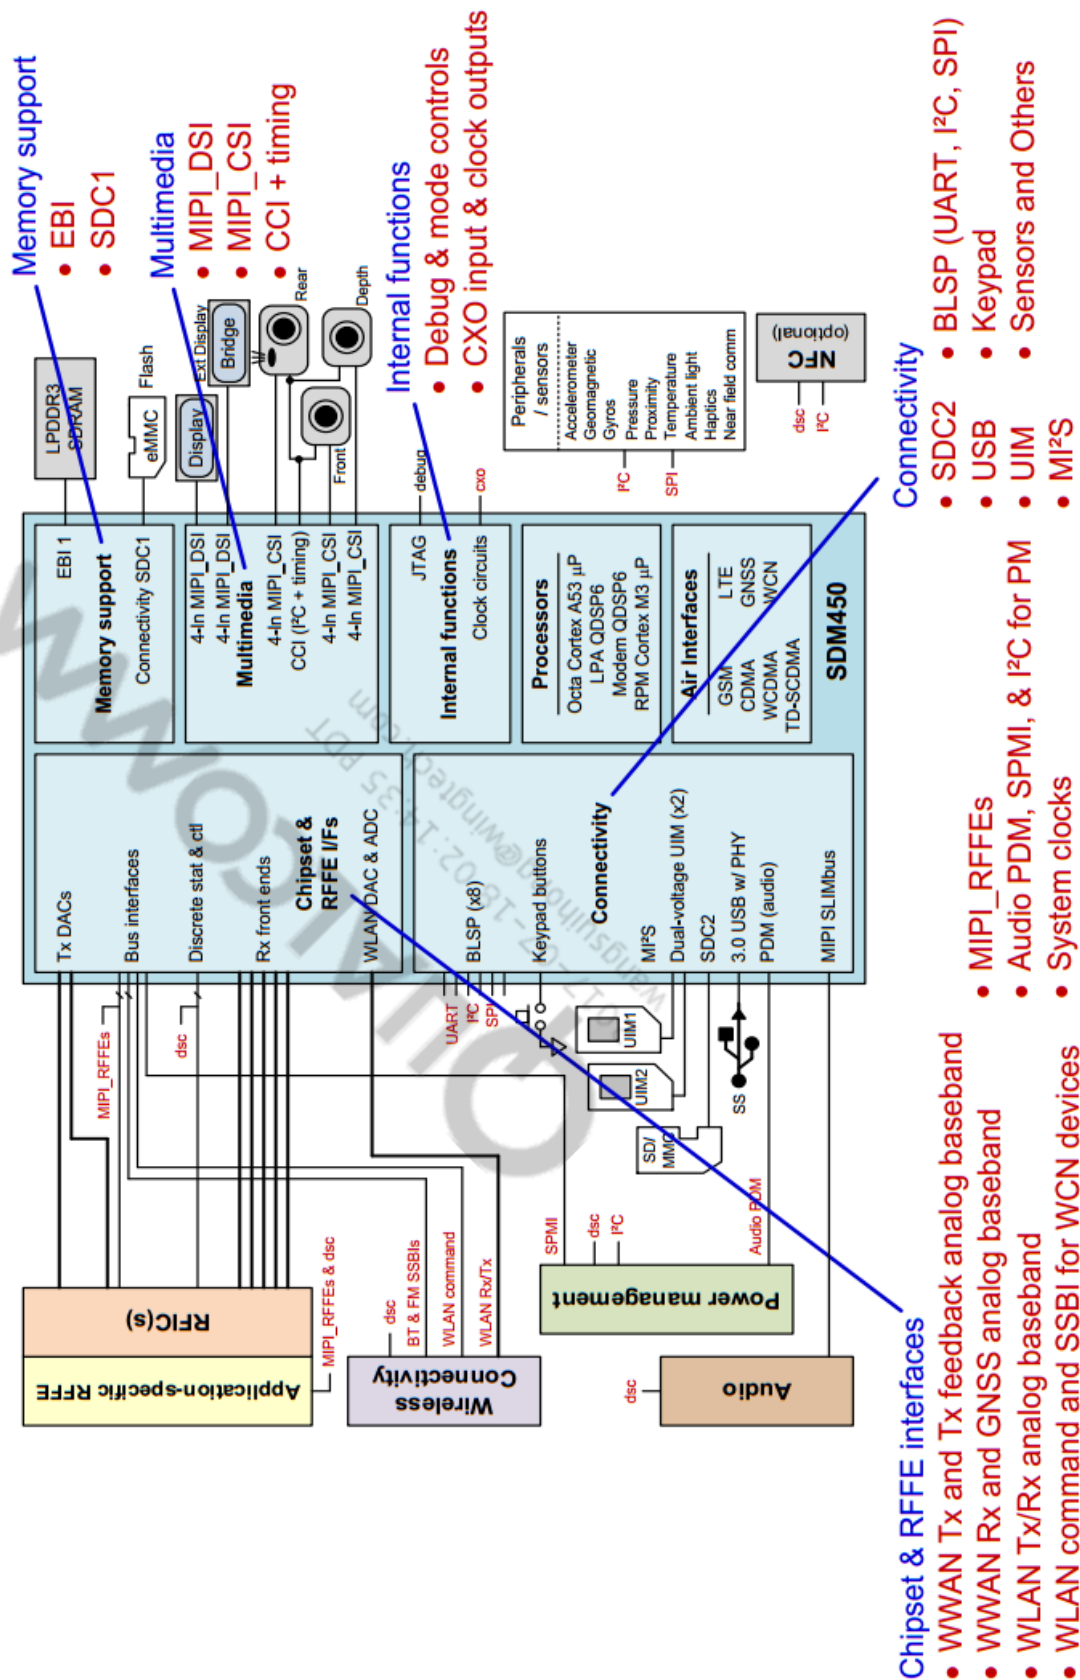 Application-specific RFFE
RFIC(s)
MIPI_RFFEs & dsc
Wireless
Connectivity
dsc
BT & FM SSBIs
WLAN command
WLAN Rx/Tx
Power management
SPMI
dsc
I²C
Audio PDM
Audio
dsc
MIPI_RFFEs
dsc
UART
I²C
SPI
UIM1
UIM2
SD/
MMC
SS
Tx DACs
Bus interfaces
Discrete stat & ctl
Rx front ends
Chipset &
RFFE I/Fs
WLAN DAC & ADC
BLSP (x8)
Keypad buttons
Connectivity
MI²S
Dual-voltage UIM (x2)
SDC2
3.0 USB w/ PHY
PDM (audio)
MIPI SLIMbus
EBI 1
Memory support
Connectivity SDC1
4-ln MIPI_DSI
4-ln MIPI_DSI
Multimedia
4-ln MIPI_CSI
CCI (I²C + timing)
4-ln MIPI_CSI
4-ln MIPI_CSI
JTAG
Internal functions
Clock circuits
Processors
Octa Cortex A53 µP
LPA QDSP6
Modem QDSP6
RPM Cortex M3 µP
Air Interfaces
GSM LTE
CDMA GNSS
WCDMA WCN
TD-SCDMA
SDM450
LPDDR3
SDRAM
eMMC
Flash
Display
Ext Display
Bridge
Rear
Front
Depth
debug
cxo
Peripherals
/ sensors
Accelerometer
Geomagnetic
Gyros
Pressure
Proximity
Temperature
Ambient light
Haptics
Near field comm
I²C
SPI
NFC
(optional)
dsc
I²C
Memory support
• EBI
• SDC1
Multimedia
• MIPI_DSI
• MIPI_CSI
• CCI + timing
Internal functions
• Debug & mode controls
• CXO input & clock outputs
Connectivity
• SDC2
• USB
• UIM
• MI²S
• BLSP (UART, I²C, SPI)
• Keypad
• Sensors and Others
Chipset & RFFE interfaces
• WWAN Tx and Tx feedback analog baseband
• WWAN Rx and GNSS analog baseband
• WLAN Tx/Rx analog baseband
• WLAN command and SSBI for WCN devices
• MIPI_RFFEs
• Audio PDM, SPMI, & I²C for PM
• System clocks